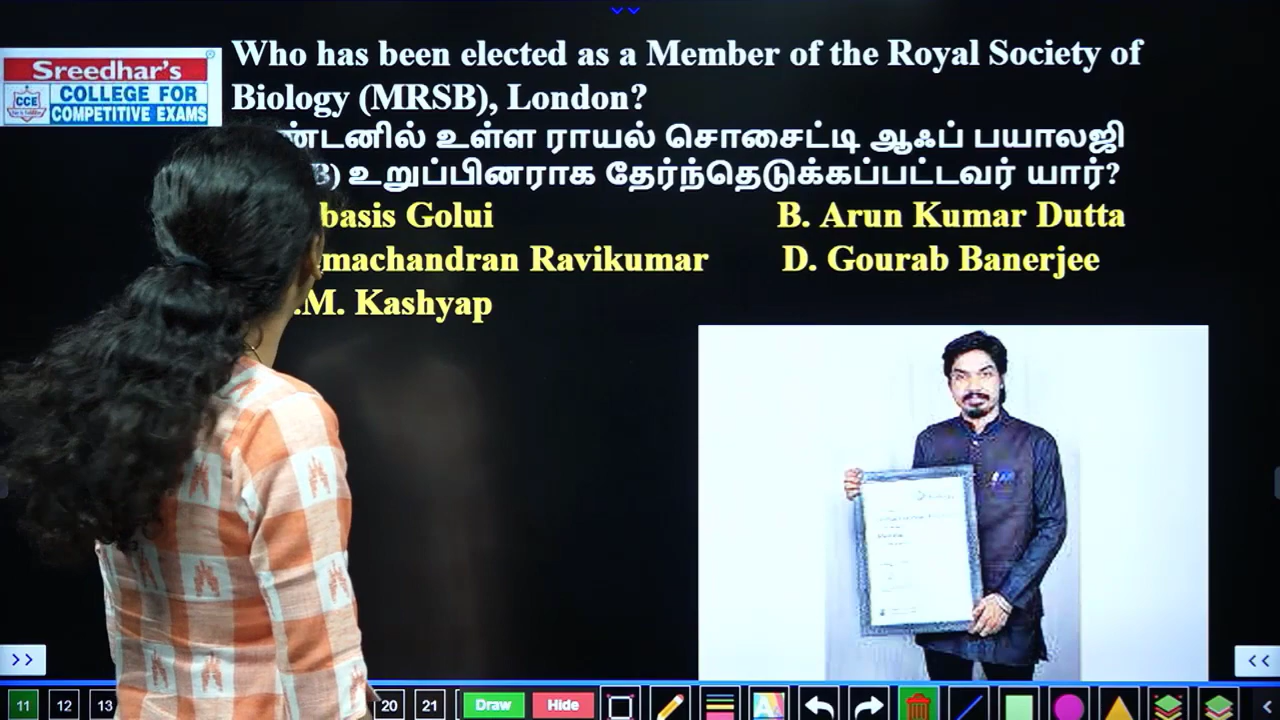 Sreedhar's
CCE
COLLEGE FOR
COMPETITIVE EXAMS
Who has been elected as a Member of the Royal Society of
Biology (MRSB), London?
ண்டனில் உள்ள ராயல் சொசைட்டி ஆஃப் பயாலஜி
B) உறுப்பினராக தேர்ந்தெடுக்கப்பட்டவர் யார்?
basis Golui B. Arun Kumar Dutta
machandran Ravikumar D. Gourab Banerjee
.M. Kashyap
>> <<
11 12 13 20 21 Draw Hide